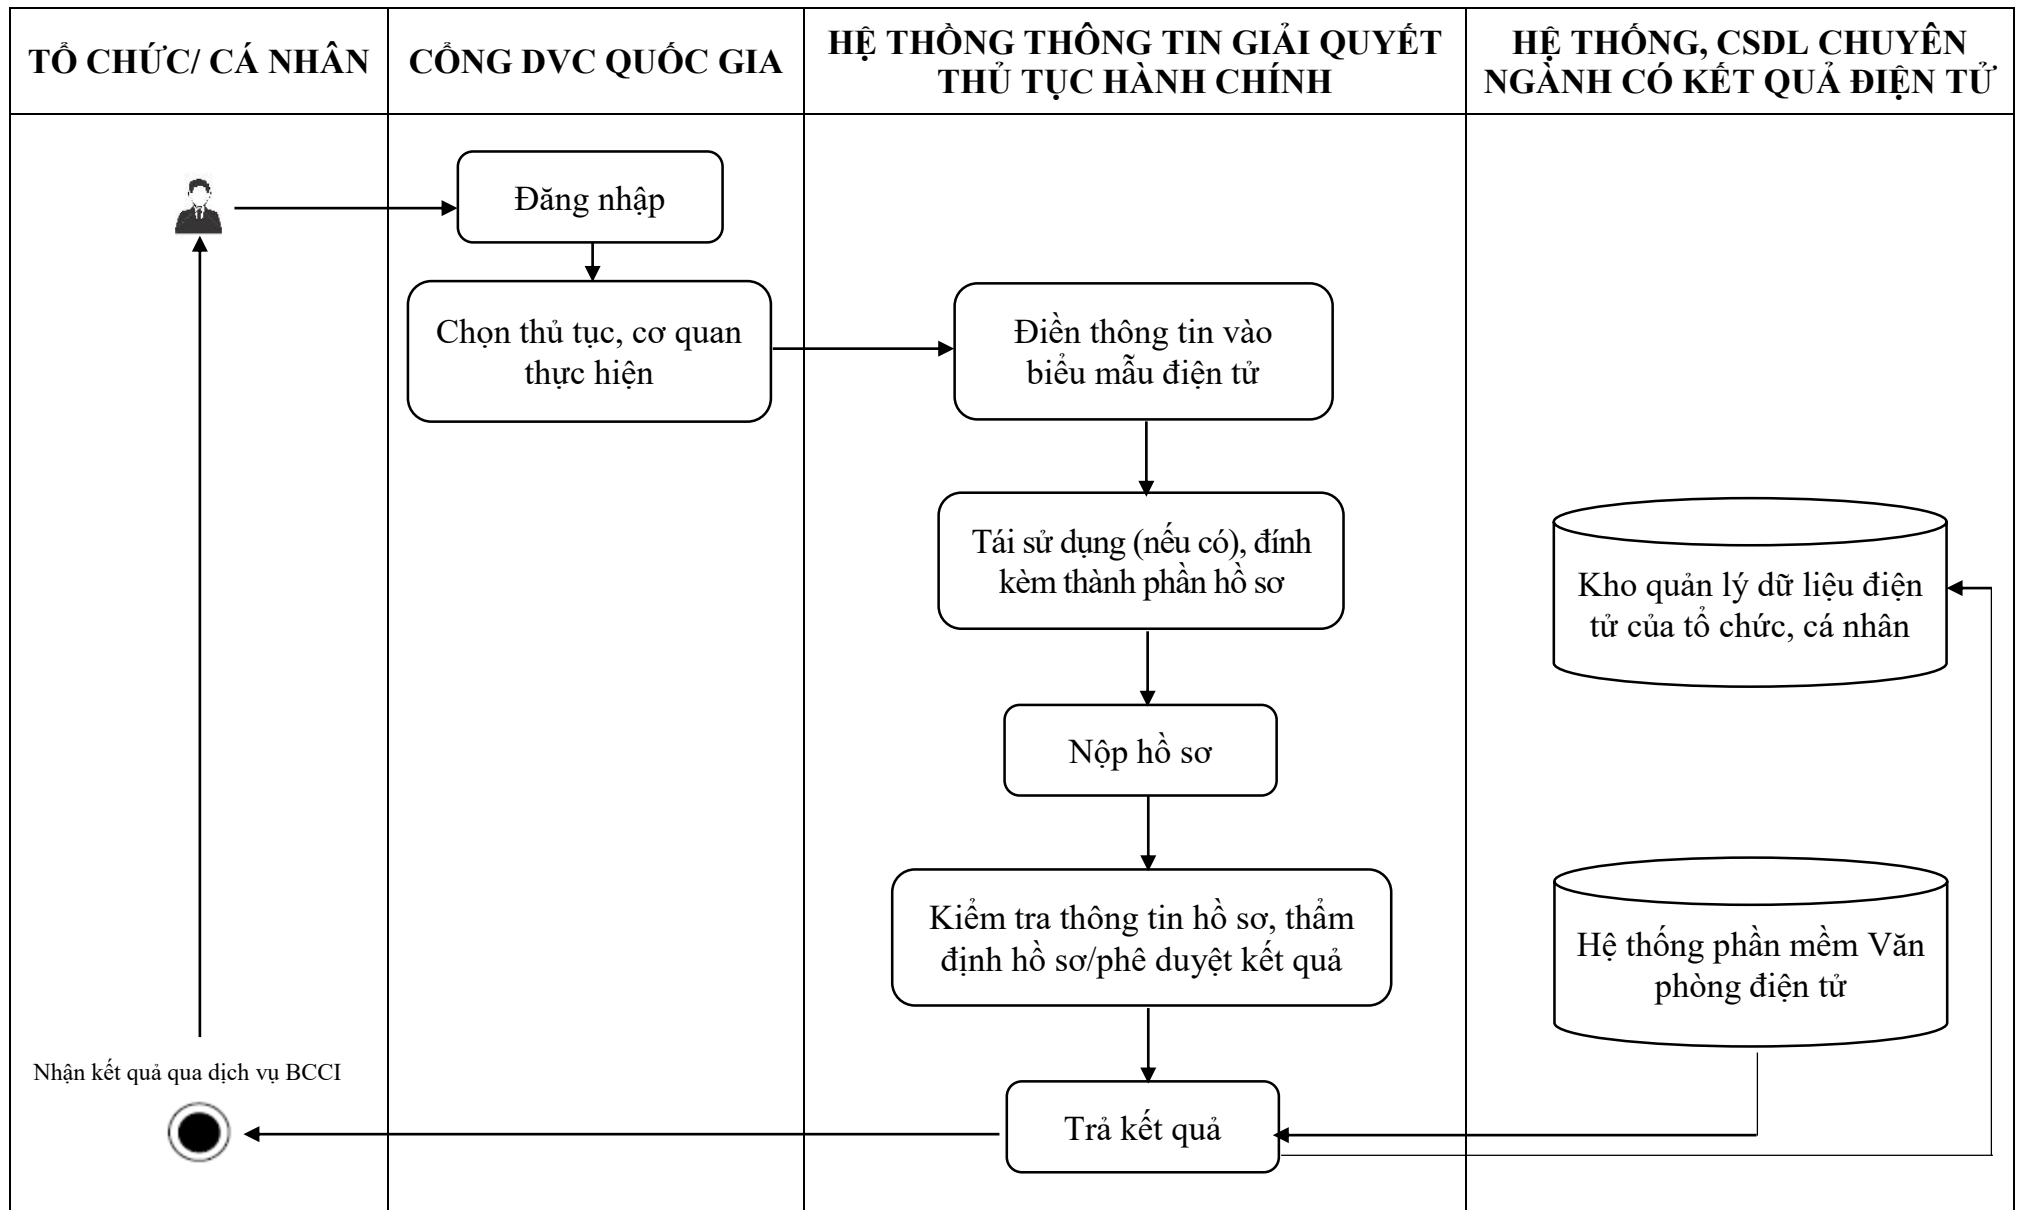 TỔ CHỨC/ CÁ NHÂN
CỔNG DVC QUỐC GIA
HỆ THỒNG THÔNG TIN GIẢI QUYẾT
THỦ TỤC HÀNH CHÍNH
HỆ THỐNG, CSDL CHUYÊN
NGÀNH CÓ KẾT QUẢ ĐIỆN TỬ
Đăng nhập
Chọn thủ tục, cơ quan
thực hiện
Điền thông tin vào
biểu mẫu điện tử
Tái sử dụng (nếu có), đính
kèm thành phần hồ sơ
Kho quản lý dữ liệu điện
tử của tổ chức, cá nhân
Nộp hồ sơ
Kiểm tra thông tin hồ sơ, thẩm
định hồ sơ/phê duyệt kết quả
Hệ thống phần mềm Văn
phòng điện tử
Nhận kết quả qua dịch vụ BCCI
Trả kết quả